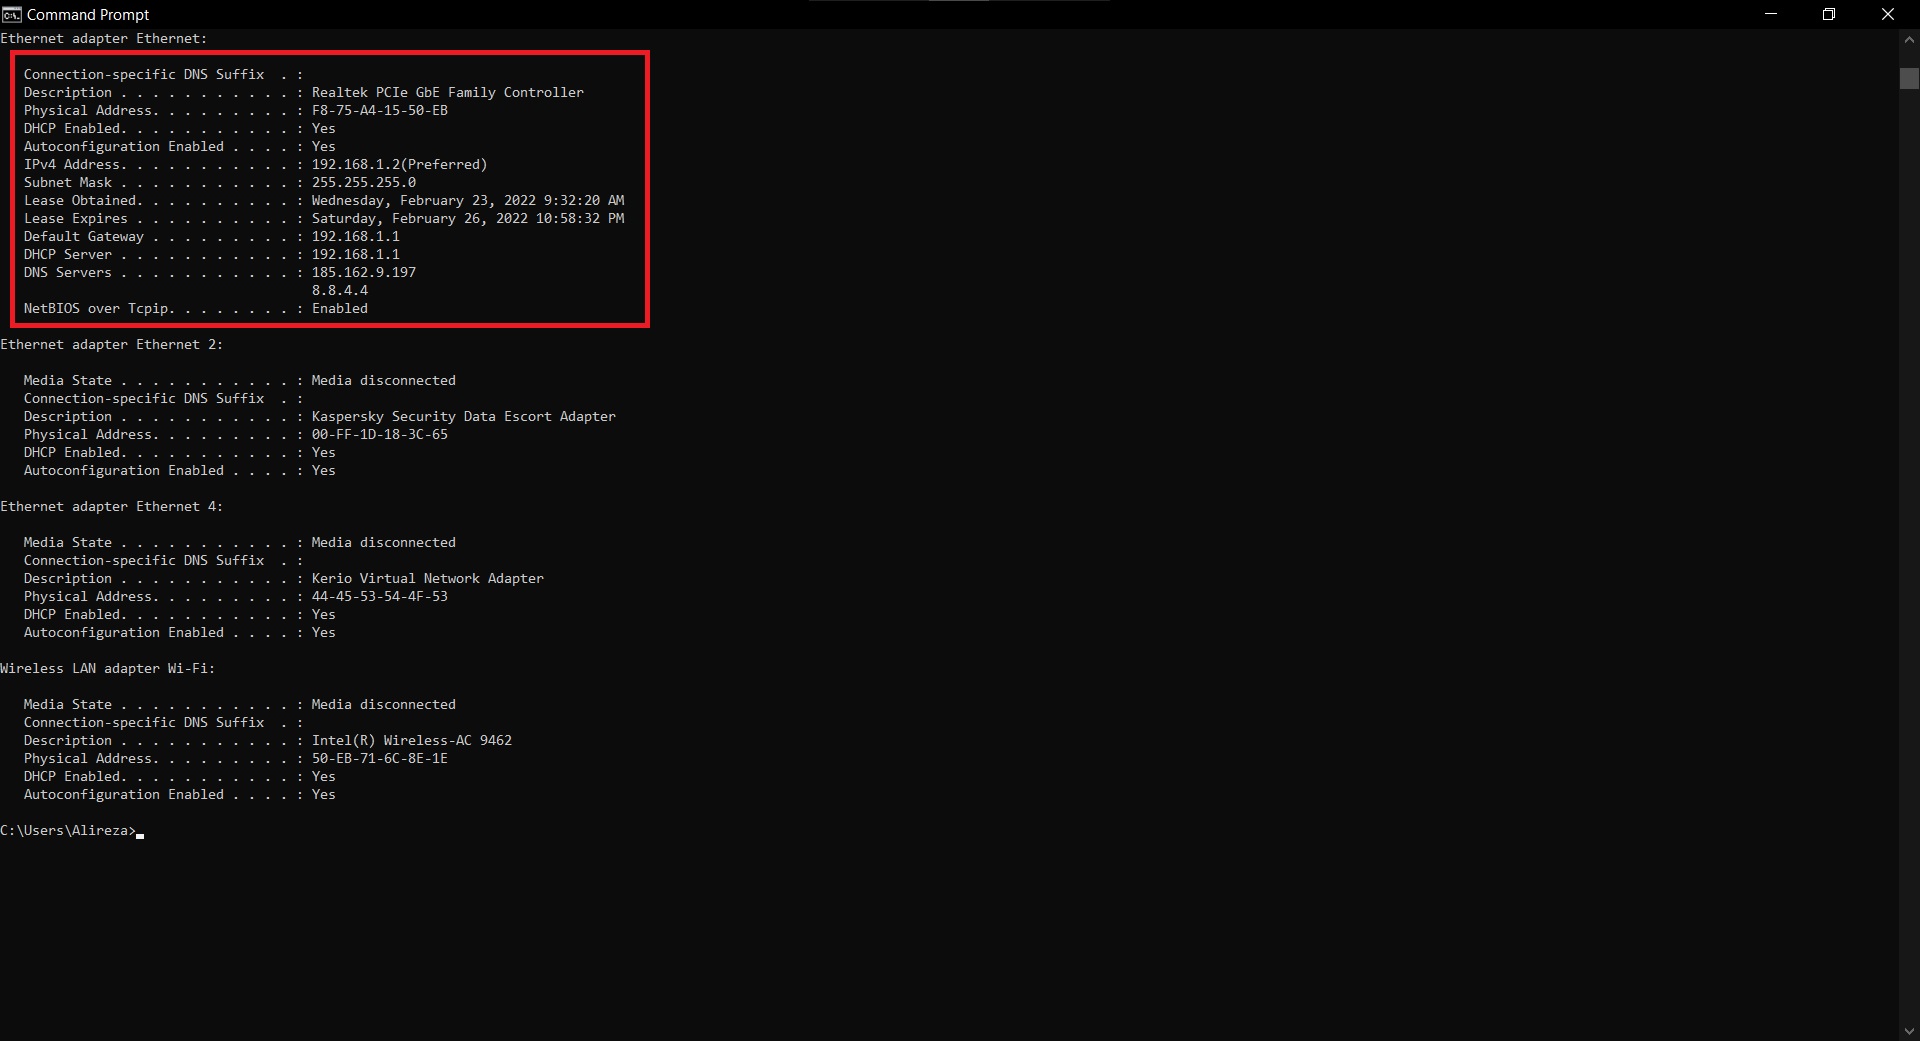 Command Prompt
Ethernet adapter Ethernet:
Connection-specific DNS Suffix  . :
Description . . . . . . . . . . . : Realtek PCIe GbE Family Controller
Physical Address. . . . . . . . . : F8-75-A4-15-50-EB
DHCP Enabled. . . . . . . . . . . : Yes
Autoconfiguration Enabled . . . . : Yes
IPv4 Address. . . . . . . . . . . : 192.168.1.2(Preferred)
Subnet Mask . . . . . . . . . . . : 255.255.255.0
Lease Obtained. . . . . . . . . . : Wednesday, February 23, 2022 9:32:20 AM
Lease Expires . . . . . . . . . . : Saturday, February 26, 2022 10:58:32 PM
Default Gateway . . . . . . . . . : 192.168.1.1
DHCP Server . . . . . . . . . . . : 192.168.1.1
DNS Servers . . . . . . . . . . . : 185.162.9.197
8.8.4.4
NetBIOS over Tcpip. . . . . . . . : Enabled
Ethernet adapter Ethernet 2:
Media State . . . . . . . . . . . : Media disconnected
Connection-specific DNS Suffix  . :
Description . . . . . . . . . . . : Kaspersky Security Data Escort Adapter
Physical Address. . . . . . . . . : 00-FF-1D-18-3C-65
DHCP Enabled. . . . . . . . . . . : Yes
Autoconfiguration Enabled . . . . : Yes
Ethernet adapter Ethernet 4:
Media State . . . . . . . . . . . : Media disconnected
Connection-specific DNS Suffix  . :
Description . . . . . . . . . . . : Kerio Virtual Network Adapter
Physical Address. . . . . . . . . : 44-45-53-54-4F-53
DHCP Enabled. . . . . . . . . . . : Yes
Autoconfiguration Enabled . . . . : Yes
Wireless LAN adapter Wi-Fi:
Media State . . . . . . . . . . . : Media disconnected
Connection-specific DNS Suffix  . :
Description . . . . . . . . . . . : Intel(R) Wireless-AC 9462
Physical Address. . . . . . . . . : 50-EB-71-6C-8E-1E
DHCP Enabled. . . . . . . . . . . : Yes
Autoconfiguration Enabled . . . . : Yes
C:\Users\Alireza>